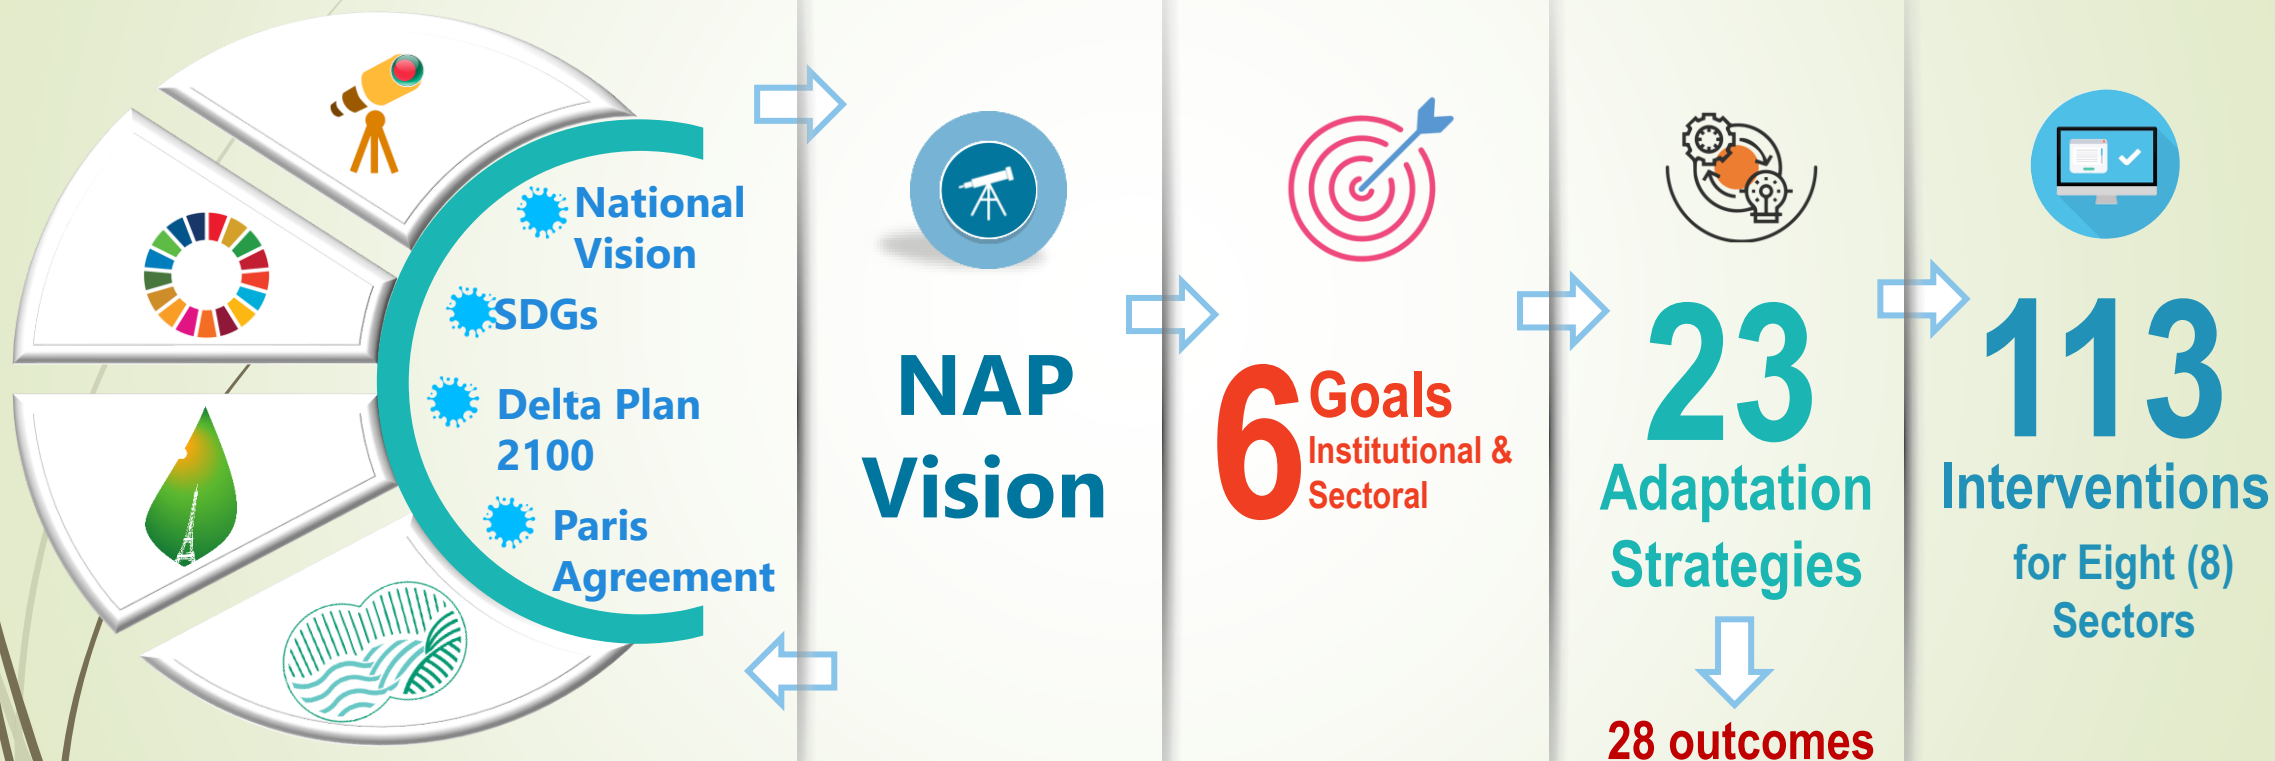 National
Vision
SDGs
Delta Plan
2100
Paris
Agreement
NAP
Vision
6 Goals
Institutional &
Sectoral
23
Adaptation
Strategies
28 outcomes
113
Interventions
for Eight (8)
Sectors